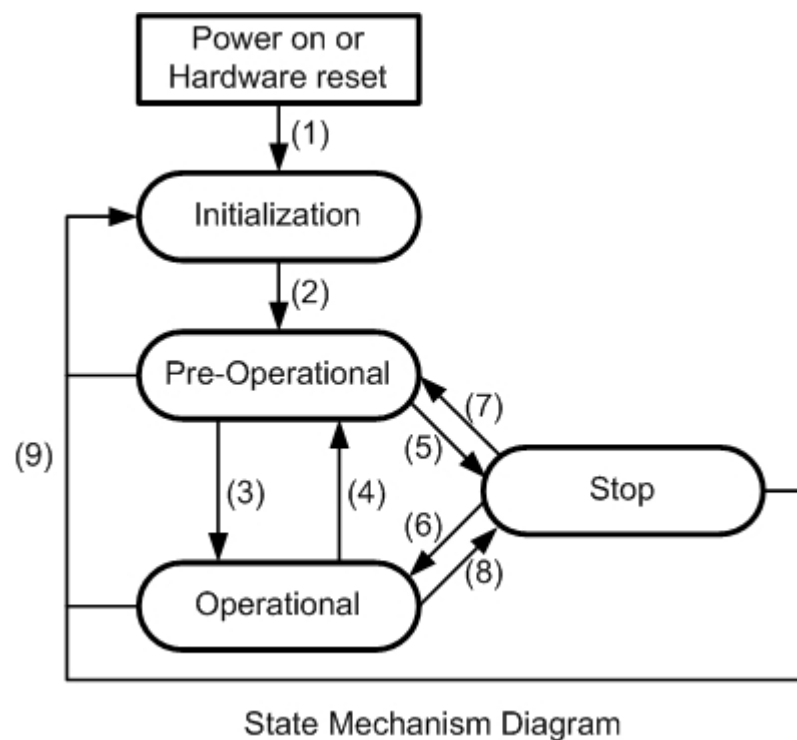 Power on or
Hardware reset
(1)
Initialization
(2)
Pre-Operational
(7)
(5)
(9)
(3)
(4)
Stop
(6)
(8)
Operational
State Mechanism Diagram